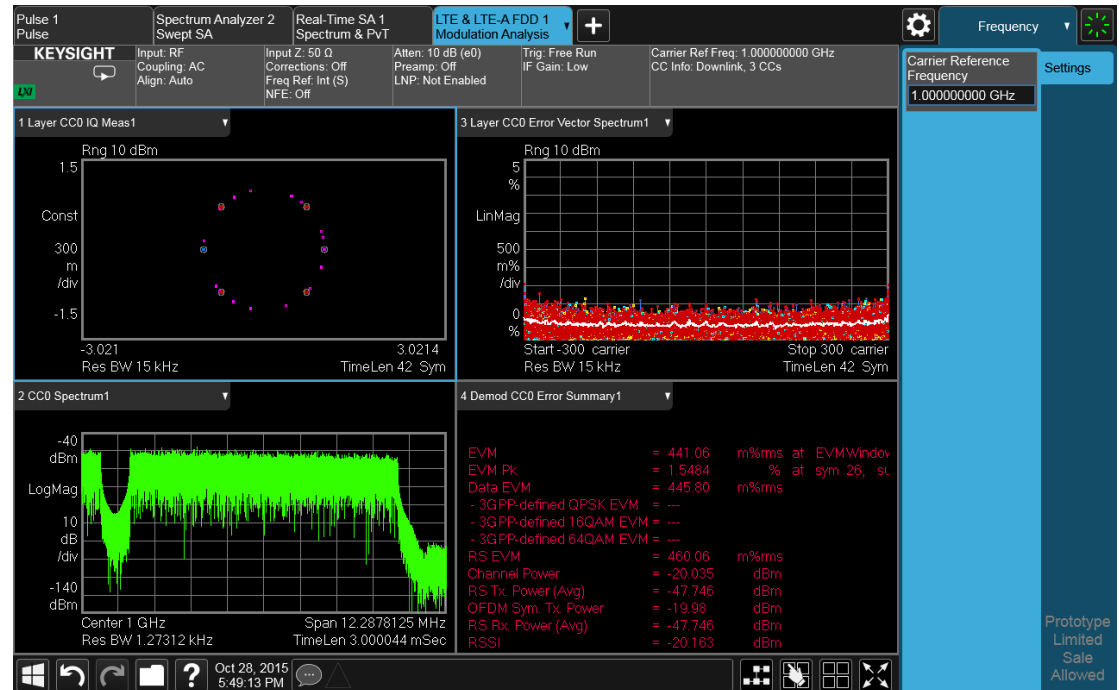 Pulse 1
Pulse
Spectrum Analyzer 2
Swept SA
Real-Time SA 1
Spectrum & PvT
LTE & LTE-A FDD 1
Modulation Analysis
Frequency
KEYSIGHT
LXI
Input: RF
Coupling: AC
Align: Auto
Input Z: 50 Ω
Corrections: Off
Freq Ref: Int (S)
NFE: Off
Atten: 10 dB (e0)
Preamp: Off
LNP: Not Enabled
Trig: Free Run
IF Gain: Low
Carrier Ref Freq: 1.000000000 GHz
CC Info: Downlink, 3 CCs
Carrier Reference
Frequency
1.000000000 GHz
Settings
1 Layer CC0 IQ Meas1
Rng 10 dBm
1.5
Const
300
m
/div
-1.5
-3.021
3.0214
Res BW 15 kHz
TimeLen 42 Sym
3 Layer CC0 Error Vector Spectrum1
Rng 10 dBm
5
%
LinMag
500
m%
/div
0
%
Start -300 carrier
Stop 300 carrier
Res BW 15 kHz
TimeLen 42 Sym
2 CC0 Spectrum1
-40
dBm
LogMag
10
dB
/div
-140
dBm
Center 1 GHz
Span 12.2878125 MHz
Res BW 1.27312 kHz
TimeLen 3.000044 mSec
4 Demod CC0 Error Summary1
EVM = 441.06 m%rms at EVMWindov
EVM Pk = 1.5484 % at sym 26, su
Data EVM = 445.80 m%rms
- 3GPP-defined QPSK EVM = ---
- 3GPP-defined 16QAM EVM = ---
- 3GPP-defined 64QAM EVM = ---
RS EVM = 460.06 m%rms
Channel Power = -20.035 dBm
RS Tx. Power (Avg) = -47.746 dBm
OFDM Sym. Tx. Power = -19.98 dBm
RS Rx. Power (Avg) = -47.746 dBm
RSSI = -20.163 dBm
Prototype
Limited
Sale
Allowed
Oct 28, 2015
5:49:13 PM